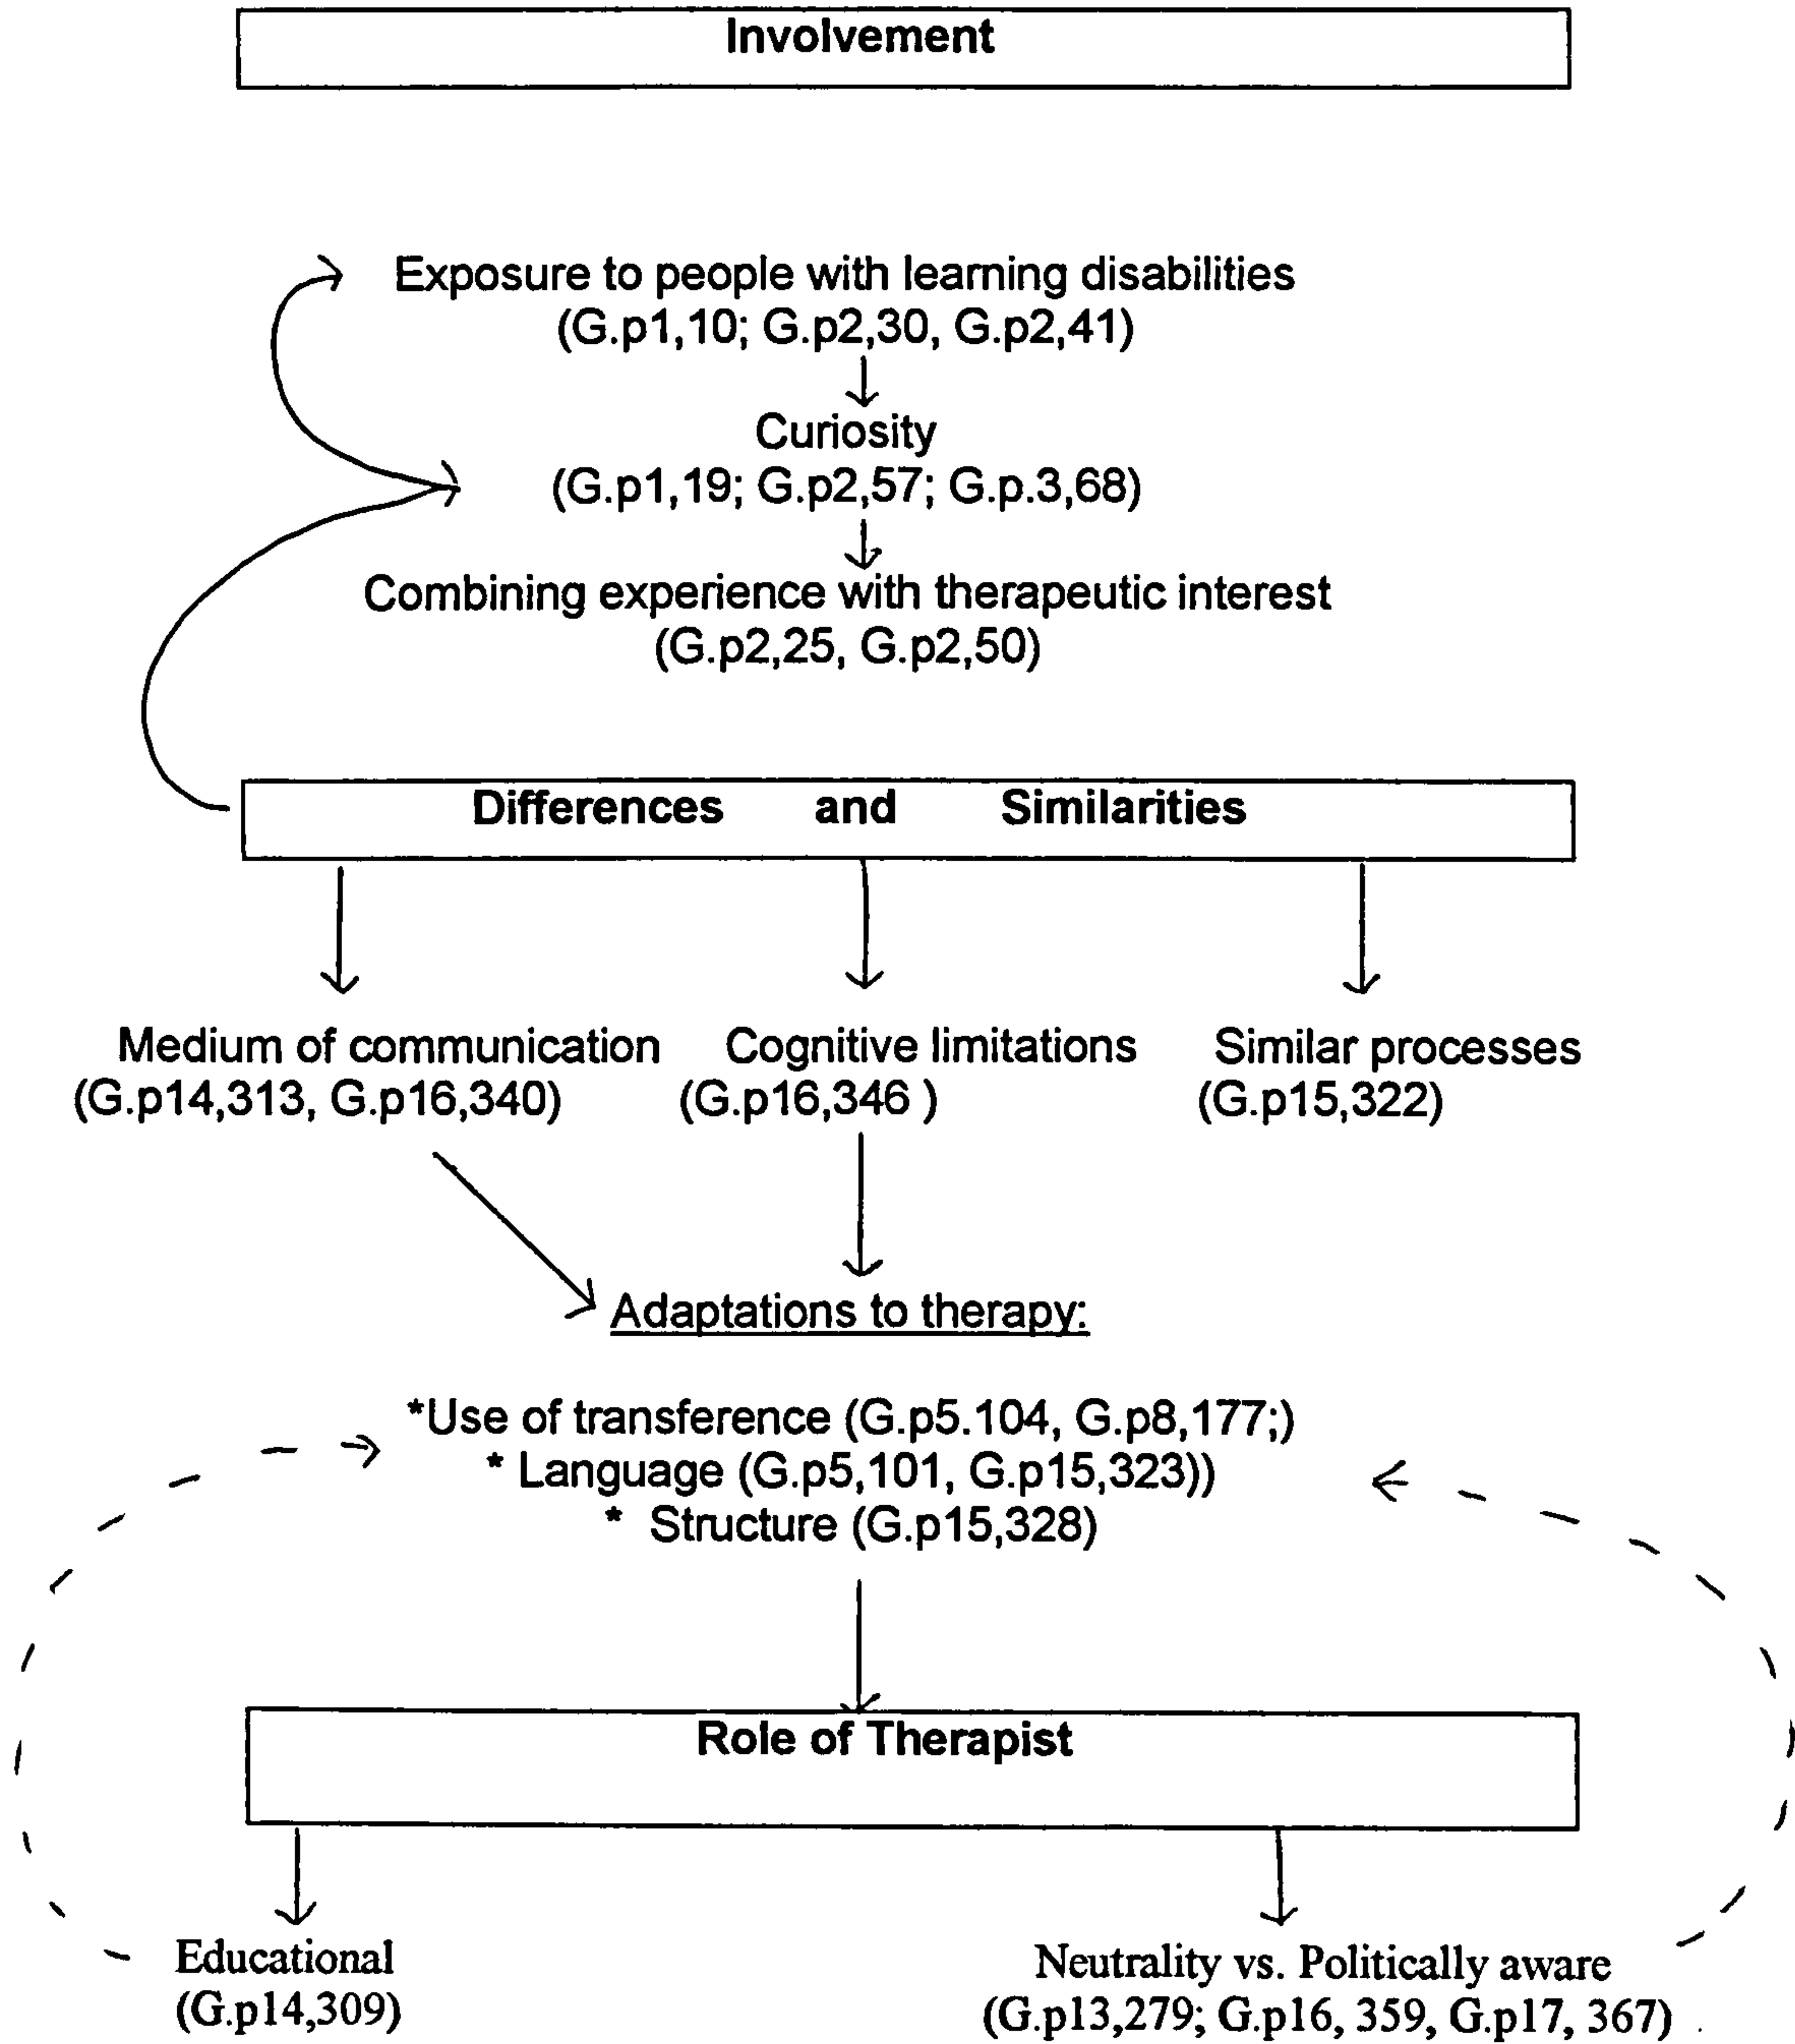 Involvement
Exposure to people with learning disabilities
(G.p1,10; G.p2,30, G.p2,41)
Curiosity
(G.p1,19; G.p2,57; G.p.3,68)
Combining experience with therapeutic interest
(G.p2,25, G.p2,50)
Differences and Similarities
Medium of communication Cognitive limitations Similar processes
(G.p14,313, G.p16,340) (G.p16,346 ) (G.p15,322)
Adaptations to therapy:
*Use of transference (G.p5.104, G.p8,177;)
* Language (G.p5,101, G.p15,323))
* Structure (G.p15,328)
Role of Therapist
Educational Neutrality vs. Politically aware
(G.p14,309) (G.p13,279; G.p16, 359, G.p17, 367)